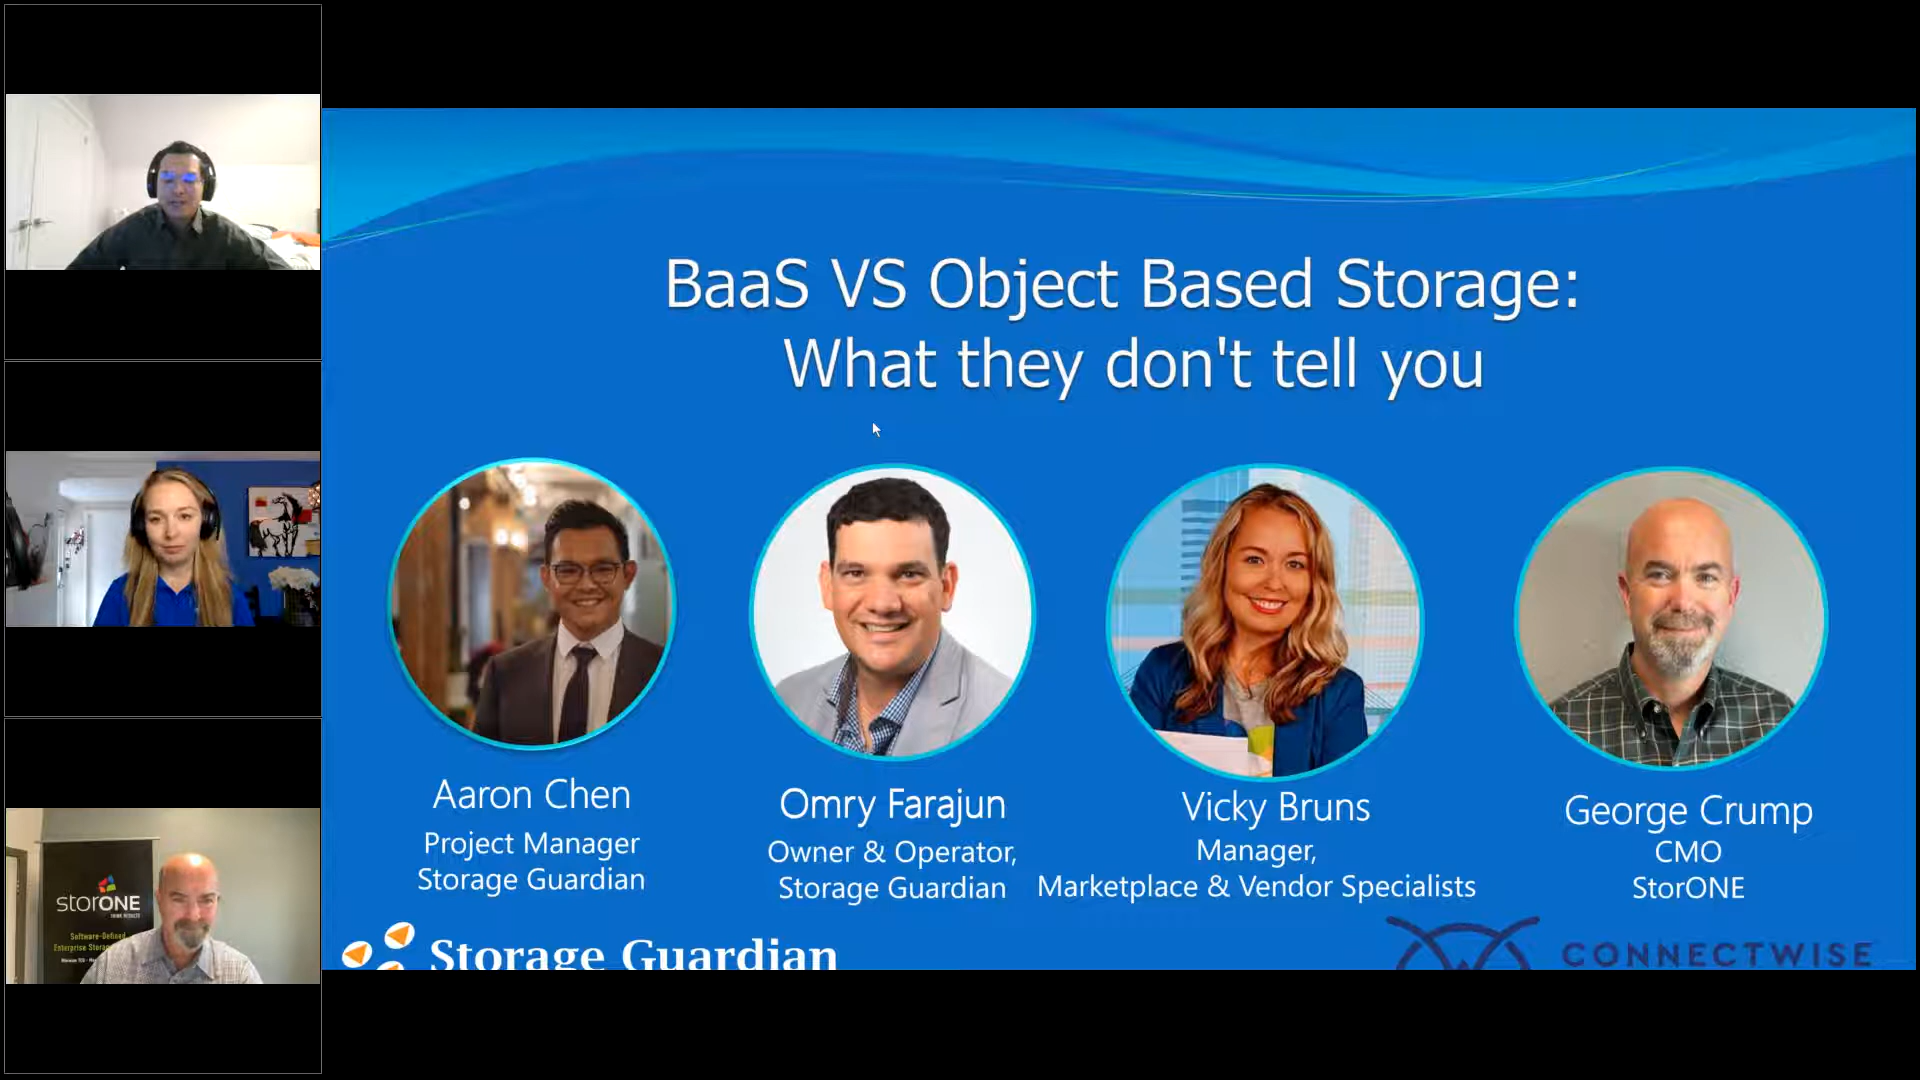 BaaS VS Object Based Storage:
What they don't tell you
Aaron Chen
Project Manager
Storage Guardian
Omry Farajun
Owner & Operator,
Storage Guardian
Vicky Bruns
Manager,
Marketplace & Vendor Specialists
George Crump
CMO
StorONE
Storage Guardian
CONNECTWISE
storONE
Software-Defined
Enterprise Storage